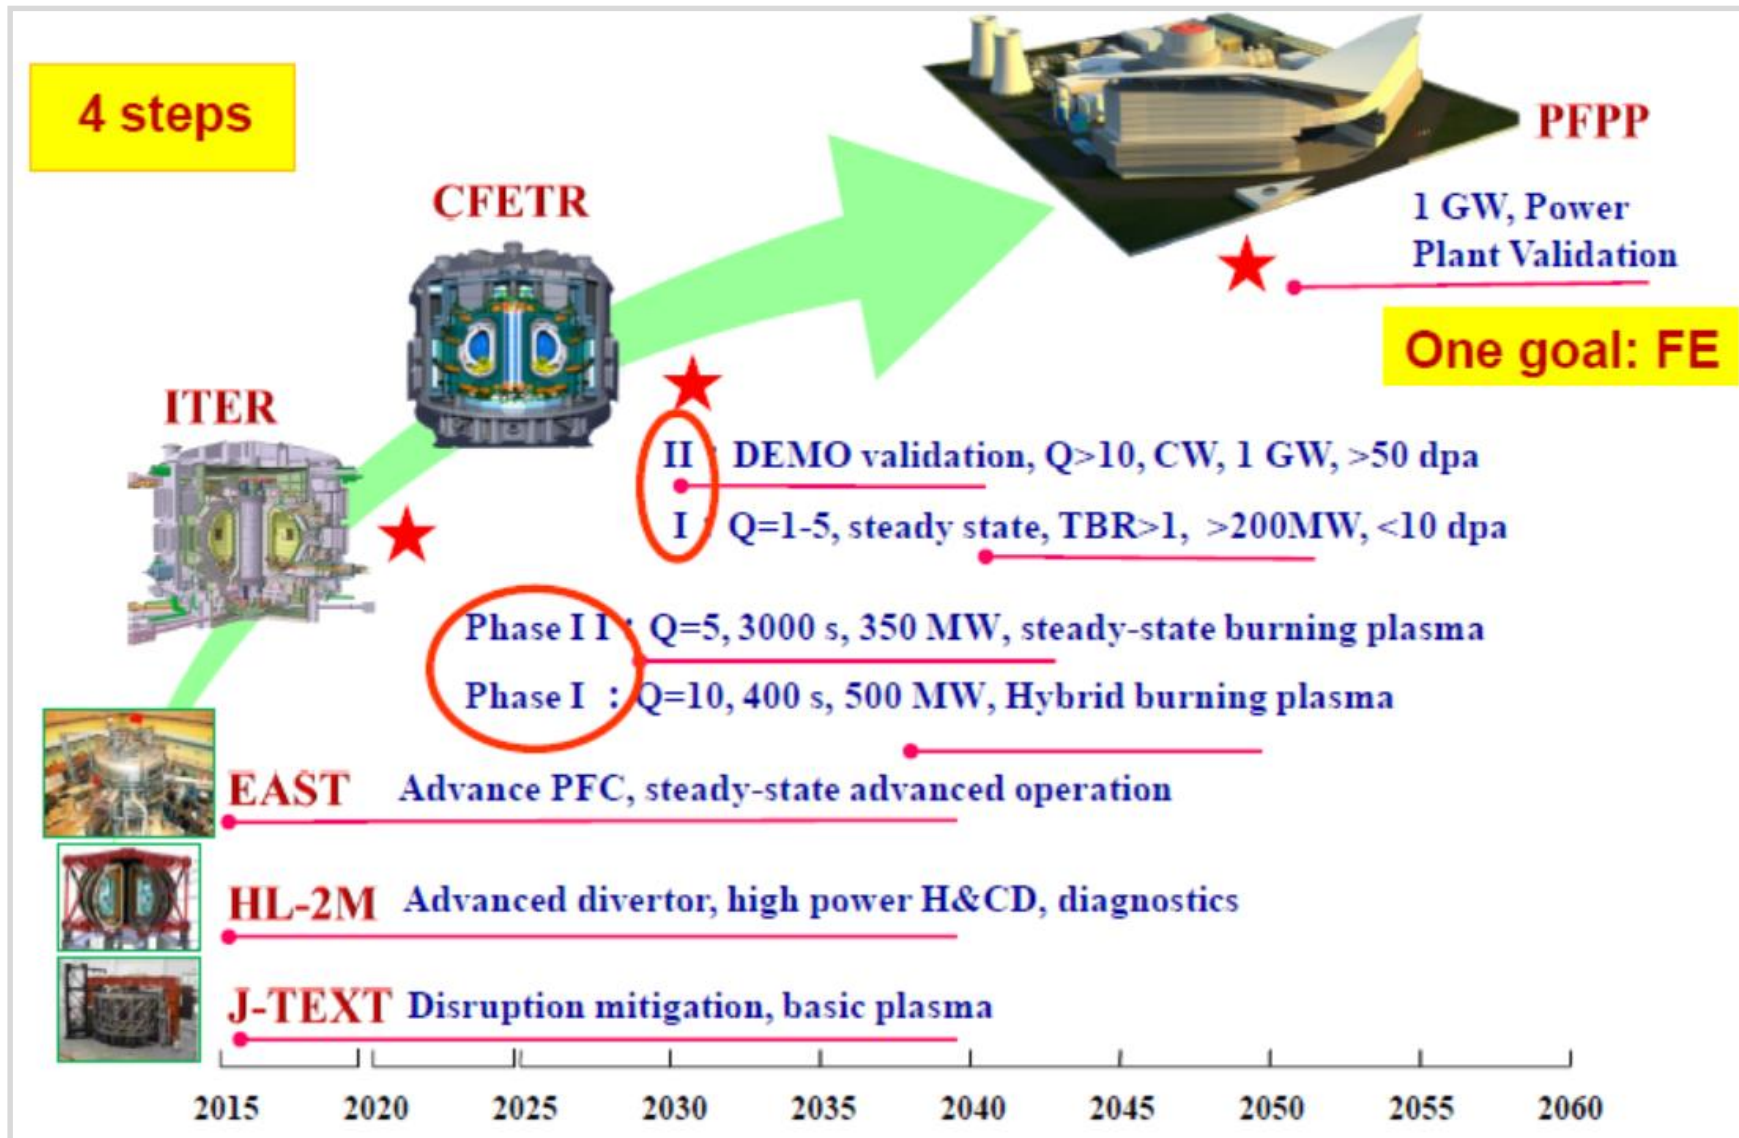 4 steps
PFPP
CFETR
1 GW, Power
Plant Validation
One goal: FE
ITER
II : DEMO validation, Q>10, CW, 1 GW, >50 dpa
I : Q=1-5, steady state, TBR>1, >200MW, <10 dpa
Phase I I : Q=5, 3000 s, 350 MW, steady-state burning plasma
Phase I : Q=10, 400 s, 500 MW, Hybrid burning plasma
EAST Advance PFC, steady-state advanced operation
HL-2M Advanced divertor, high power H&CD, diagnostics
J-TEXT Disruption mitigation, basic plasma
2015 2020 2025 2030 2035 2040 2045 2050 2055 2060